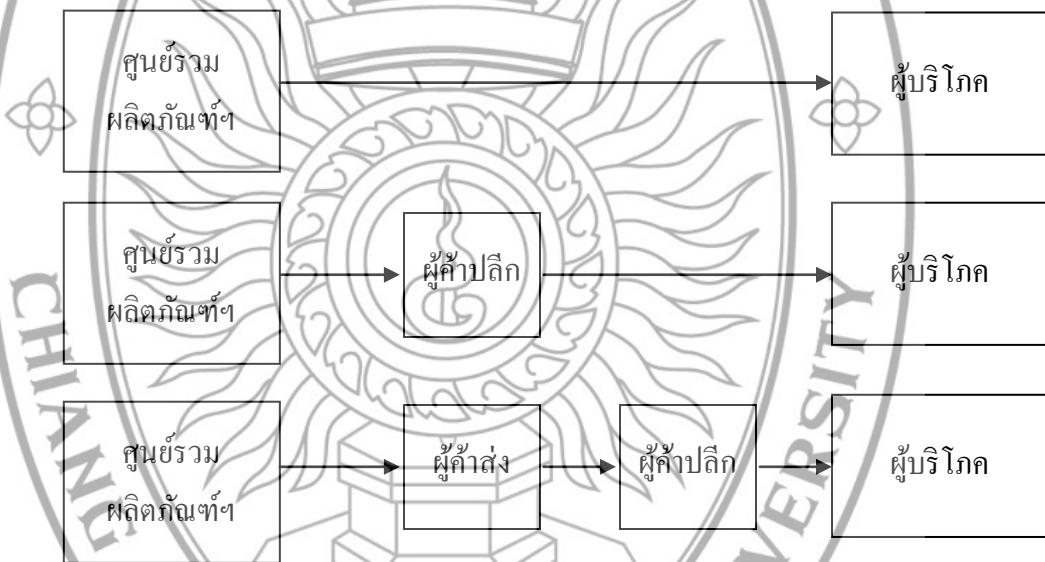 ศูนย์รวม
ผลิตภัณฑ์ฯ
ผู้บริโภค
ศูนย์รวม
ผลิตภัณฑ์ฯ
ผู้ค้าปลีก
ผู้บริโภค
ศูนย์รวม
ผลิตภัณฑ์ฯ
ผู้ค้าส่ง
ผู้ค้าปลีก
ผู้บริโภค
CHIANG
VERSITY